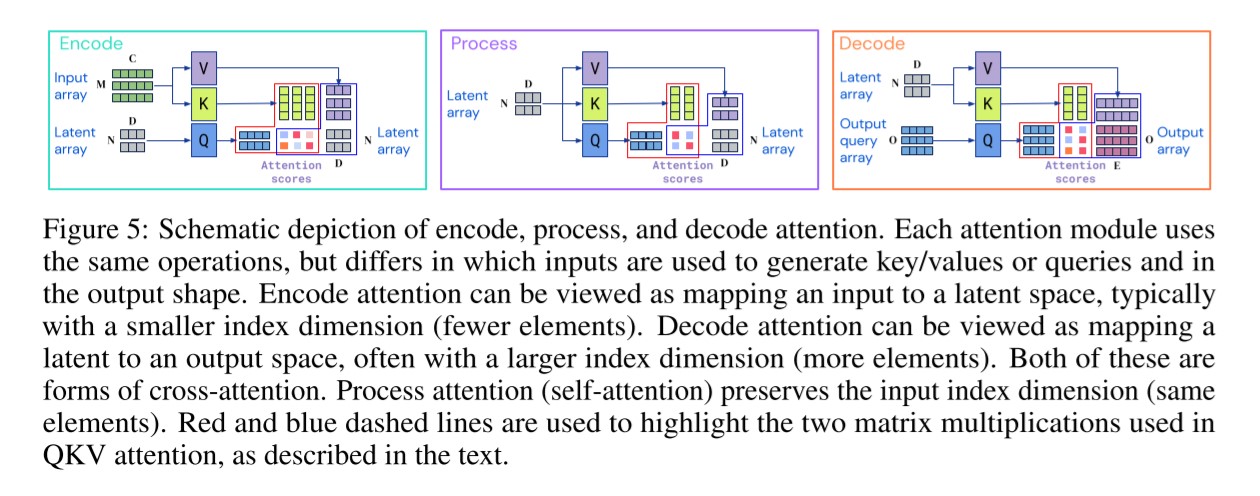 Encode
C
Input
array
M
V
K
Latent
array
D
N
Q
N
Latent
array
Attention
scores
D
Process
V
D
Latent
array
N
K
Q
N
Latent
array
Attention
scores
D
Decode
D
Latent
array
N
V
K
Output
query
array
O
Q
O
Output
array
Attention
scores
E
Figure 5: Schematic depiction of encode, process, and decode attention. Each attention module uses
the same operations, but differs in which inputs are used to generate key/values or queries and in
the output shape. Encode attention can be viewed as mapping an input to a latent space, typically
with a smaller index dimension (fewer elements). Decode attention can be viewed as mapping a
latent to an output space, often with a larger index dimension (more elements). Both of these are
forms of cross-attention. Process attention (self-attention) preserves the input index dimension (same
elements). Red and blue dashed lines are used to highlight the two matrix multiplications used in
QKV attention, as described in the text.